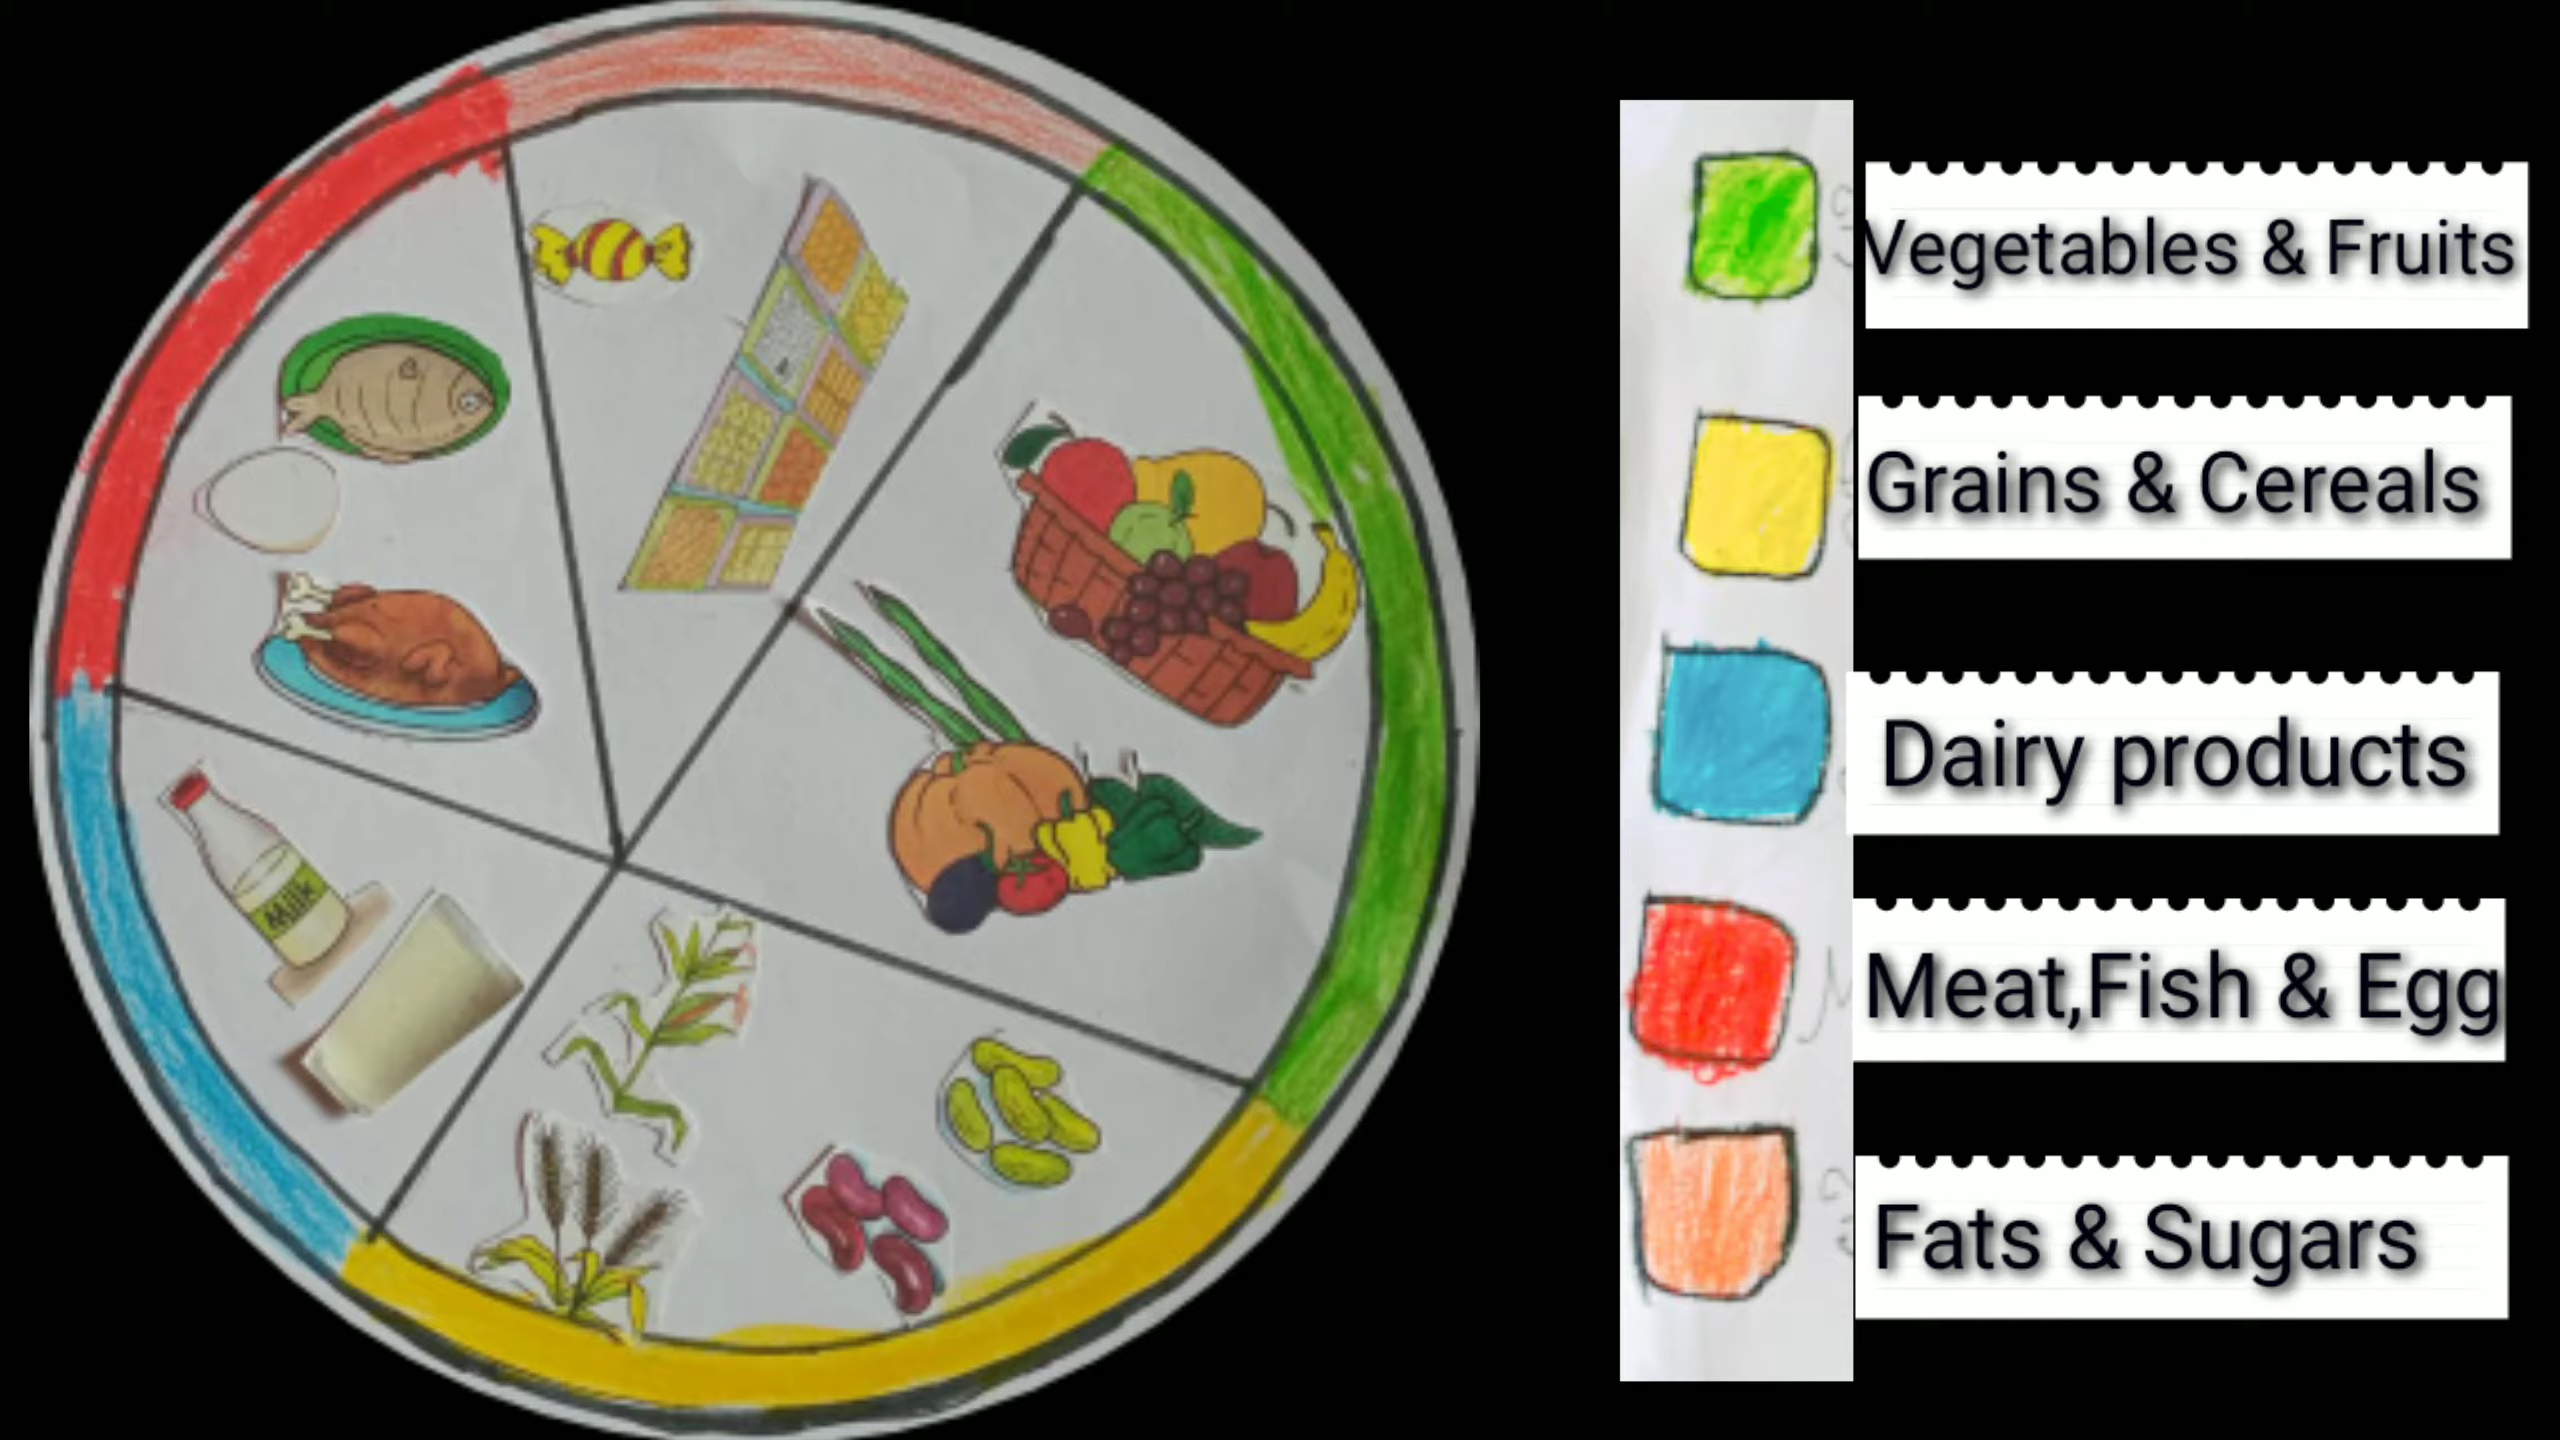 Vegetables & Fruits
Grains & Cereals
Dairy products
Meat,Fish & Egg
Fats & Sugars
Milk